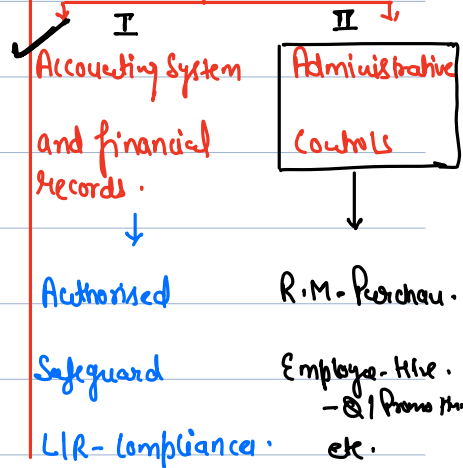 I
Accounting System
and financial
records.
Authorised
Safeguard
L/R-Compliance.
II
Administrative
Controls
R.M-Purchase.
Employee-Hire.
etc.